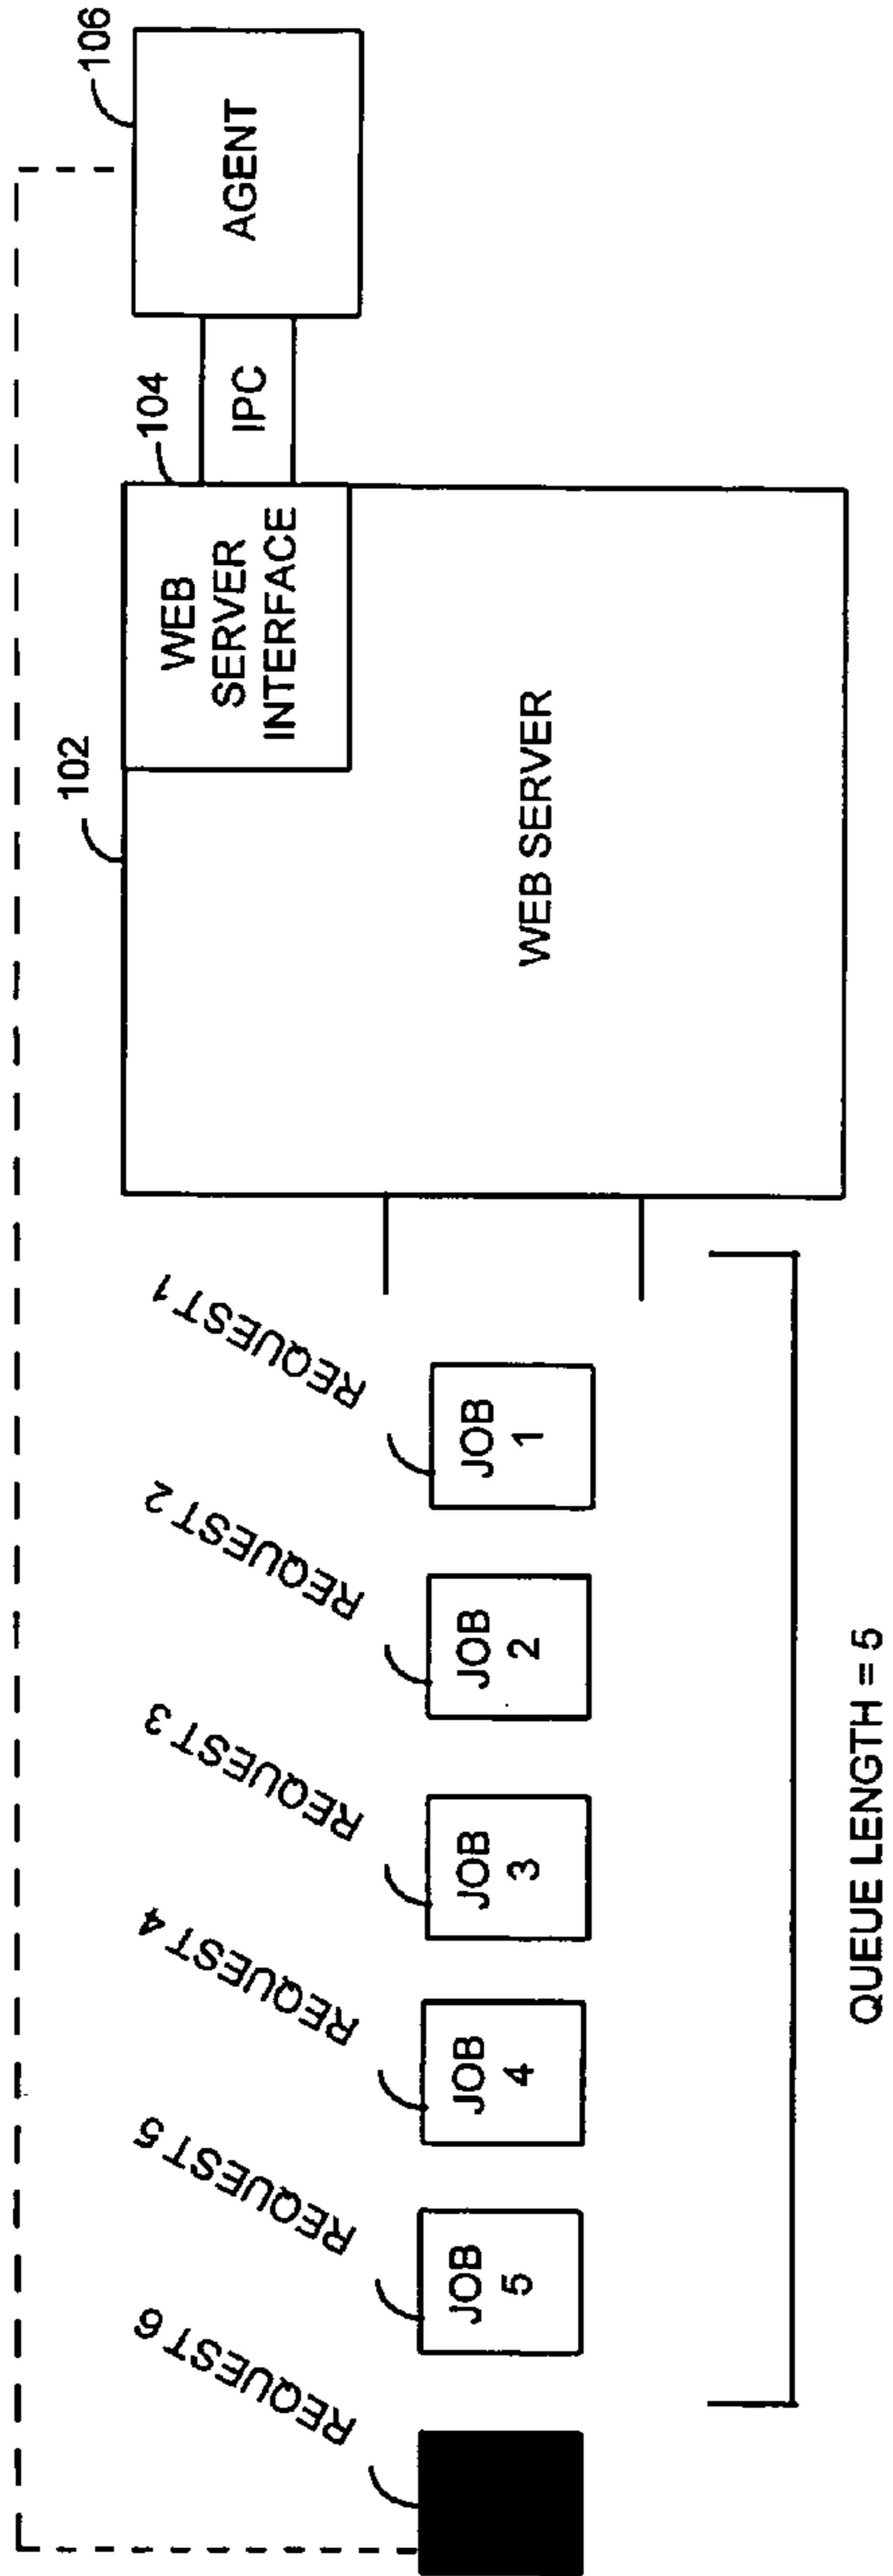 106
AGENT
104
IPC
102
WEB
SERVER
INTERFACE
WEB SERVER
REQUEST 6
REQUEST 5
REQUEST 4
REQUEST 3
REQUEST 2
REQUEST 1
JOB
5
JOB
4
JOB
3
JOB
2
JOB
1
QUEUE LENGTH = 5